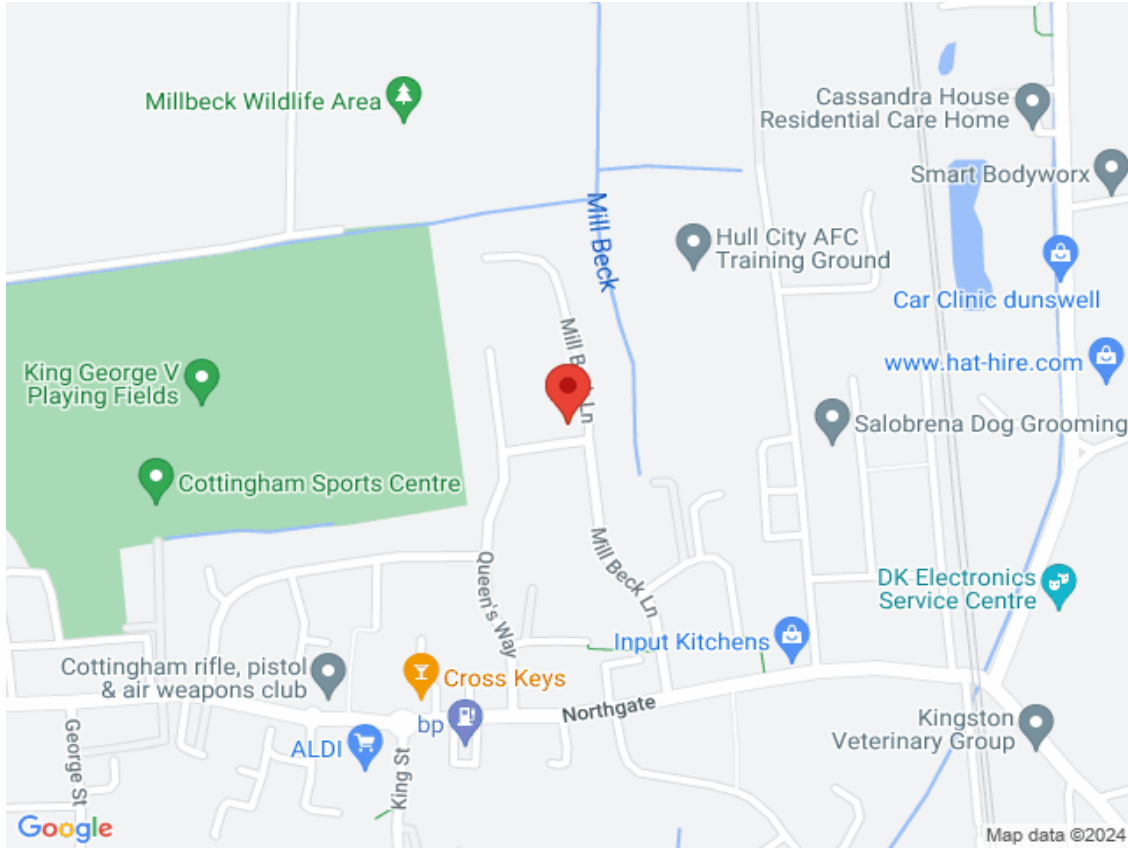 Millbeck Wildlife Area
Cassandra House
Residential Care Home
Smart Bodyworx
Mill Beck
Hull City AFC
Training Ground
Car Clinic dunswell
Mill Beck Ln
www.hat-hire.com
King George V
Playing Fields
Salobrena Dog Grooming
Cottingham Sports Centre
Mill Beck Ln
Queen's Way
DK Electronics
Service Centre
Input Kitchens
Cottingham rifle, pistol
& air weapons club
Cross Keys
Northgate
bp
Kingston
Veterinary Group
George St
ALDI
King St
Google
Map data ©2024